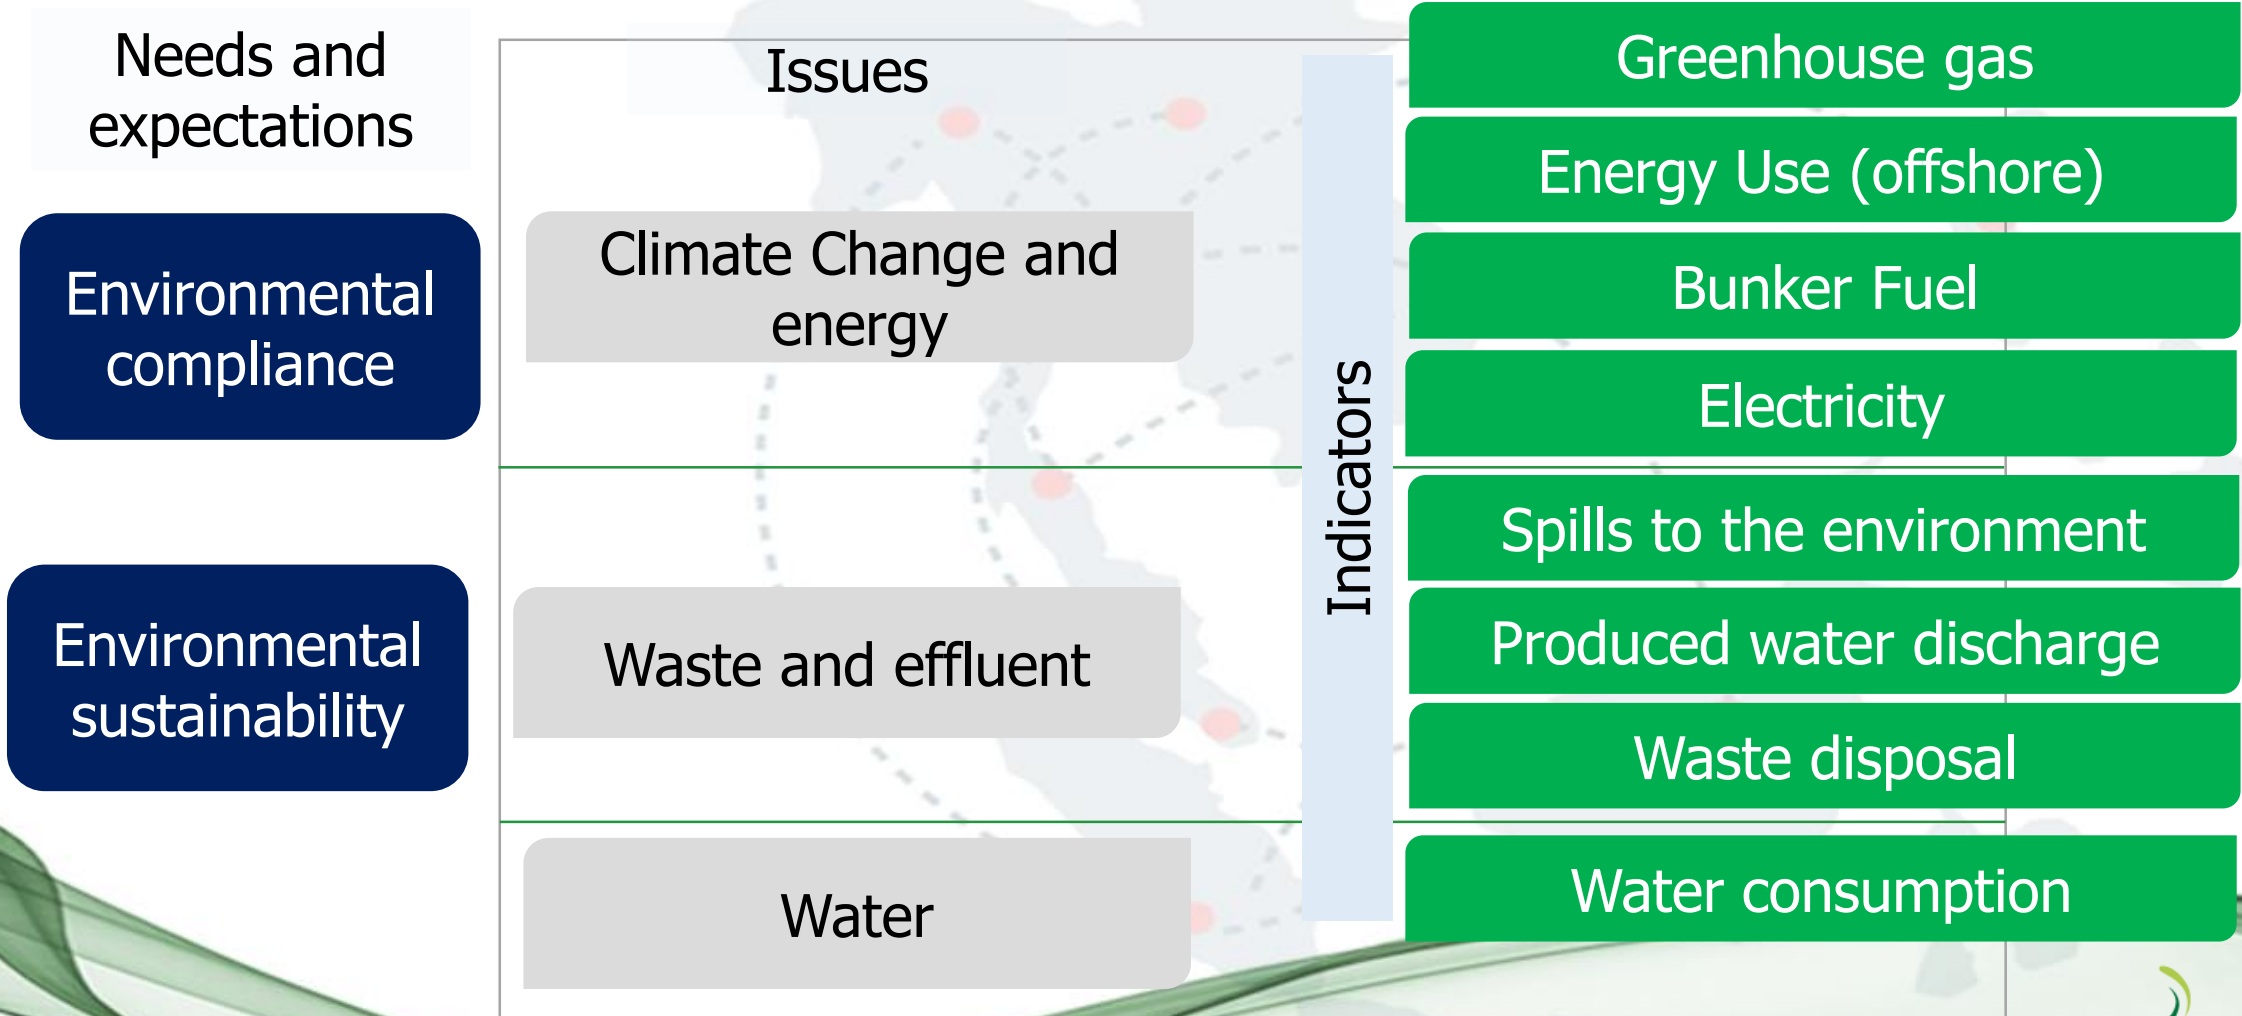 Needs and
expectations
Environmental
compliance
Environmental
sustainability
Issues
Climate Change and
energy
Waste and effluent
Water
Indicators
Greenhouse gas
Energy Use (offshore)
Bunker Fuel
Electricity
Spills to the environment
Produced water discharge
Waste disposal
Water consumption